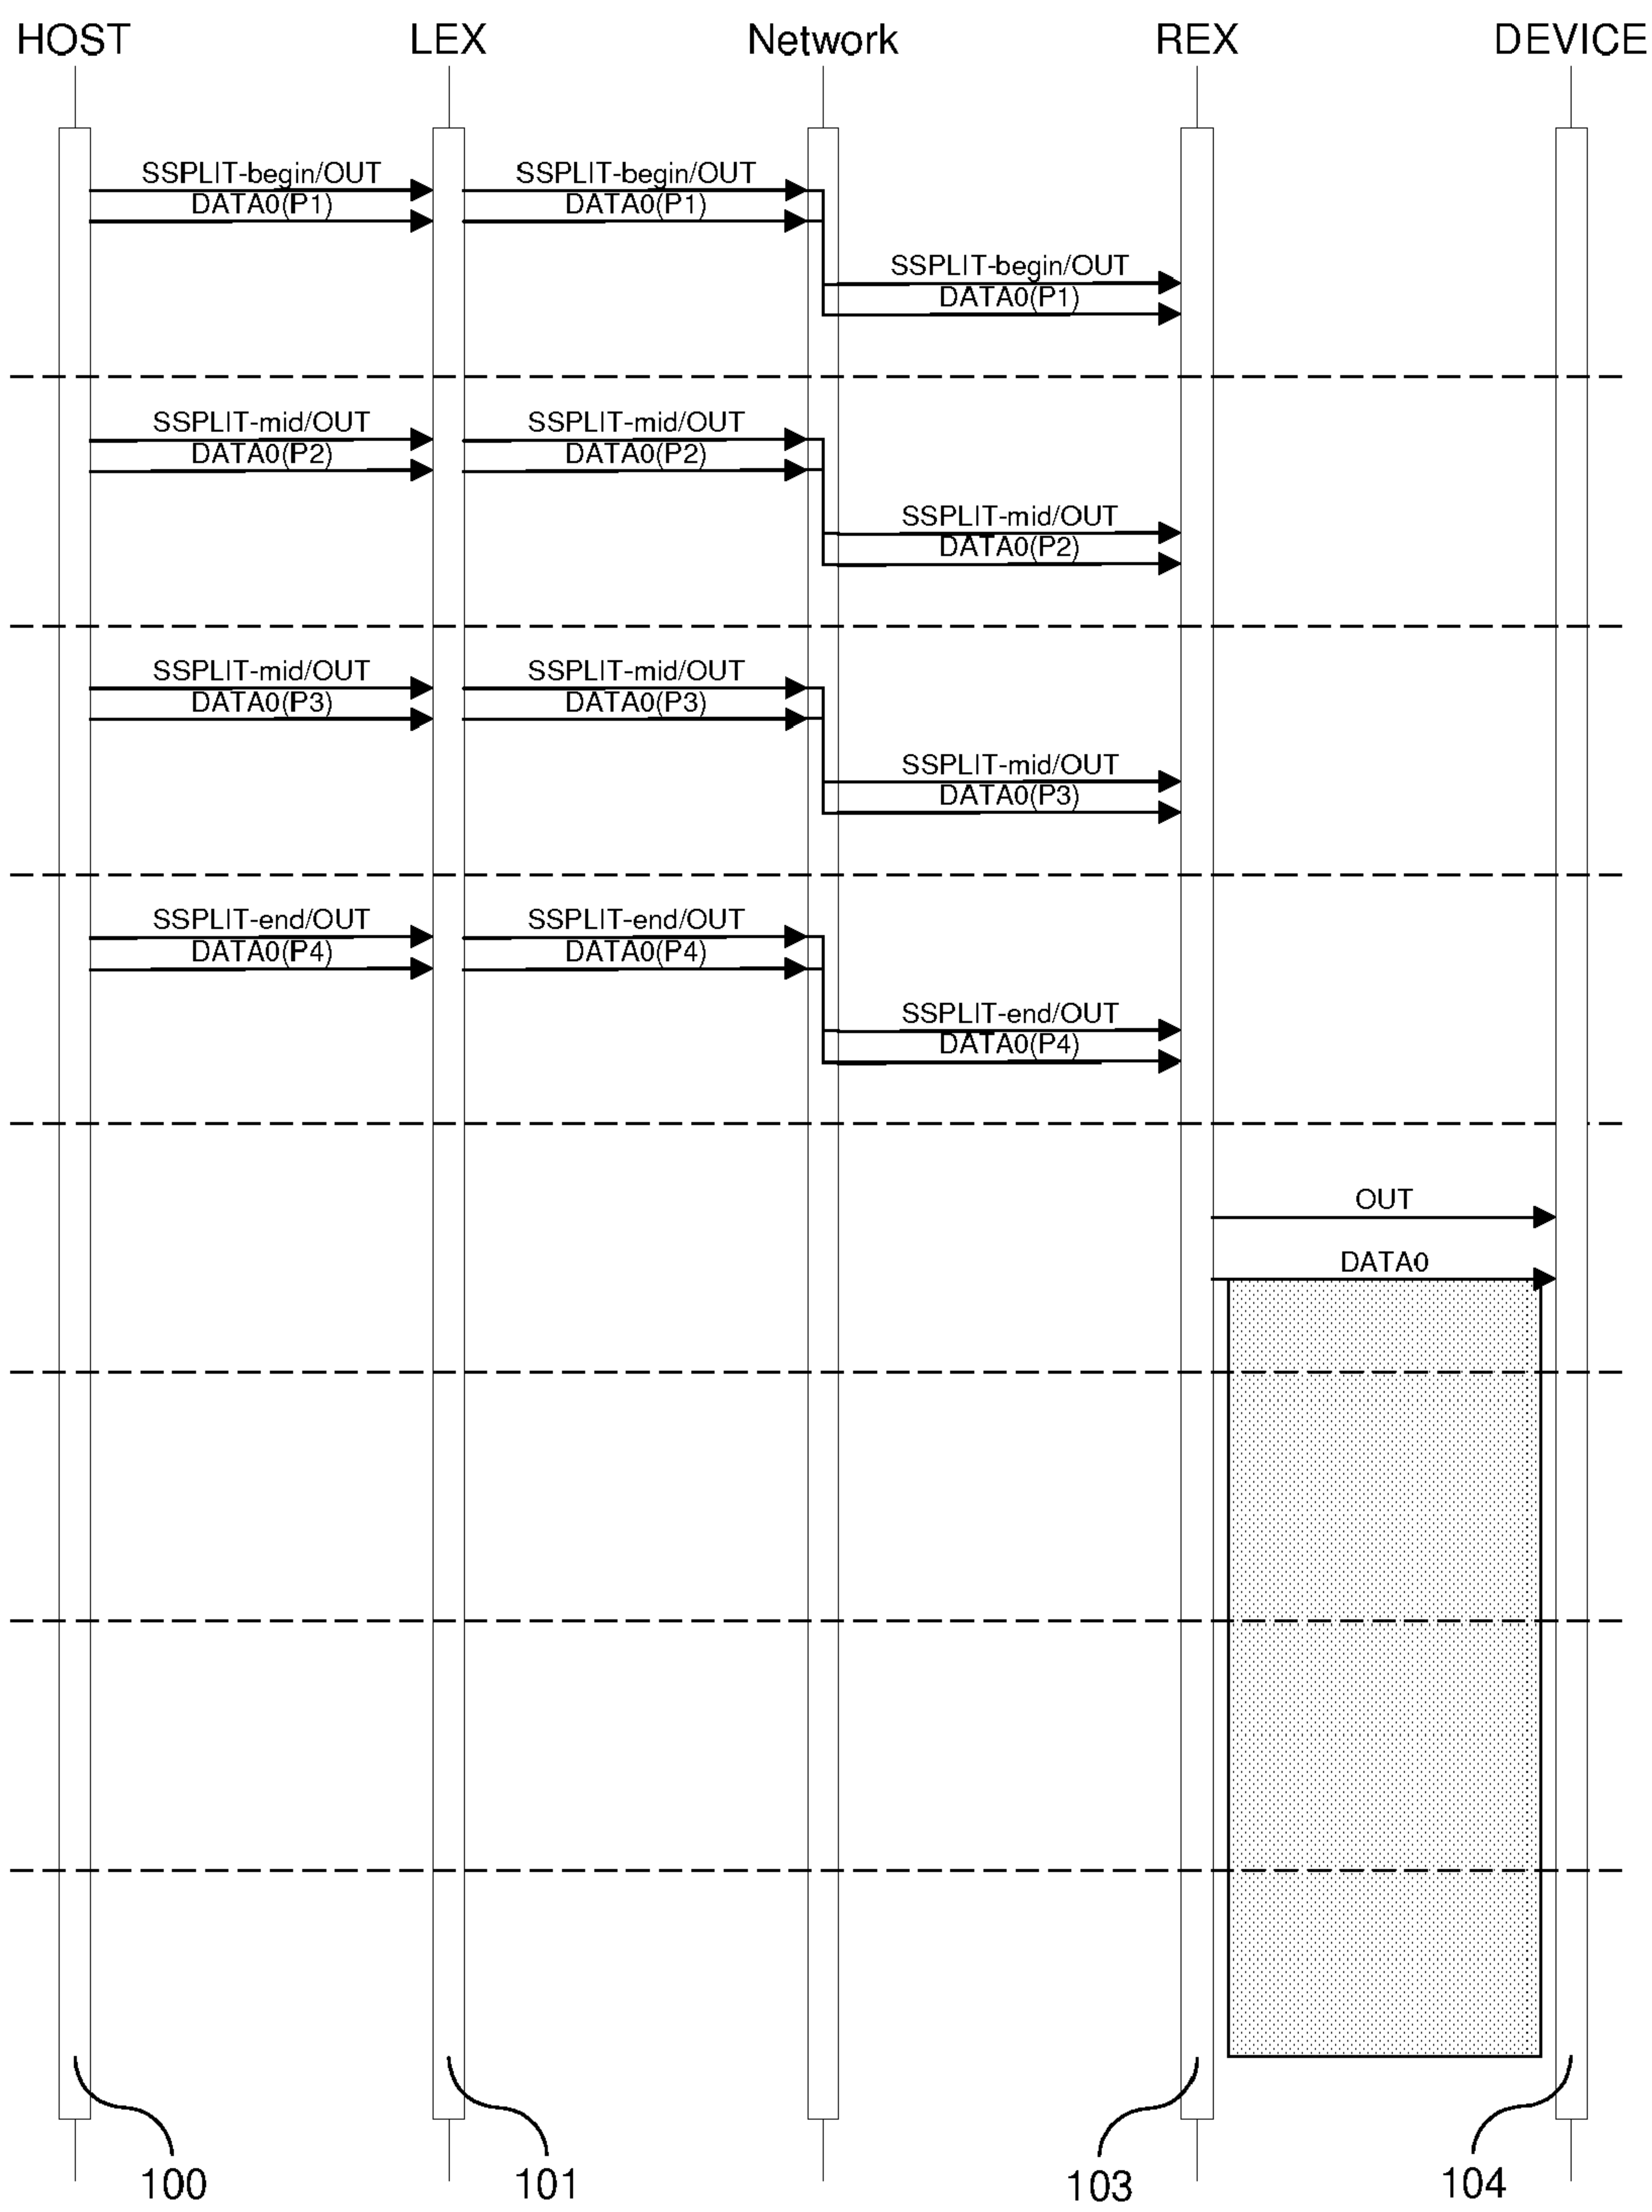 HOST LEX Network REX DEVICE
SSPLIT-begin/OUT SSPLIT-begin/OUT
DATA0(P1) DATA0(P1)
SSPLIT-begin/OUT
DATA0(P1)
SSPLIT-mid/OUT SSPLIT-mid/OUT
DATA0(P2) DATA0(P2)
SSPLIT-mid/OUT
DATA0(P2)
SSPLIT-mid/OUT SSPLIT-mid/OUT
DATA0(P3) DATA0(P3)
SSPLIT-mid/OUT
DATA0(P3)
SSPLIT-end/OUT SSPLIT-end/OUT
DATA0(P4) DATA0(P4)
SSPLIT-end/OUT
DATA0(P4)
OUT
DATA0
100 101 103 104